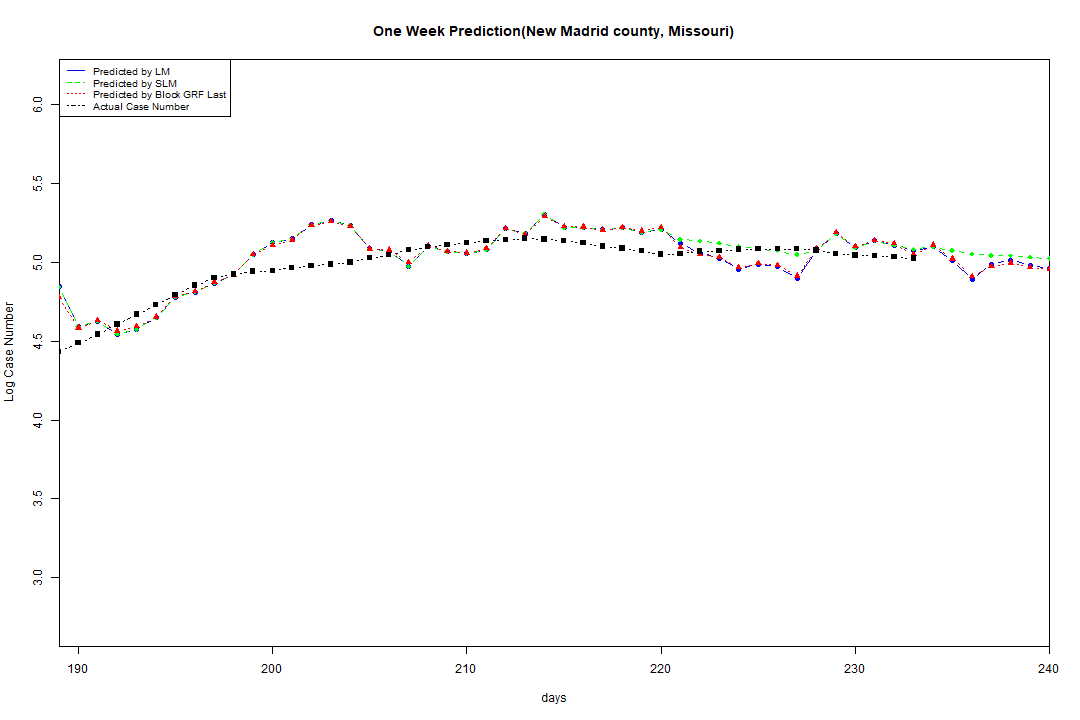 One Week Prediction(New Madrid county, Missouri)
Predicted by LM
Predicted by SLM
Predicted by Block GRF Last
Actual Case Number
Log Case Number
6.0
5.5
5.0
4.5
4.0
3.5
3.0
190 200 210 220 230 240
days